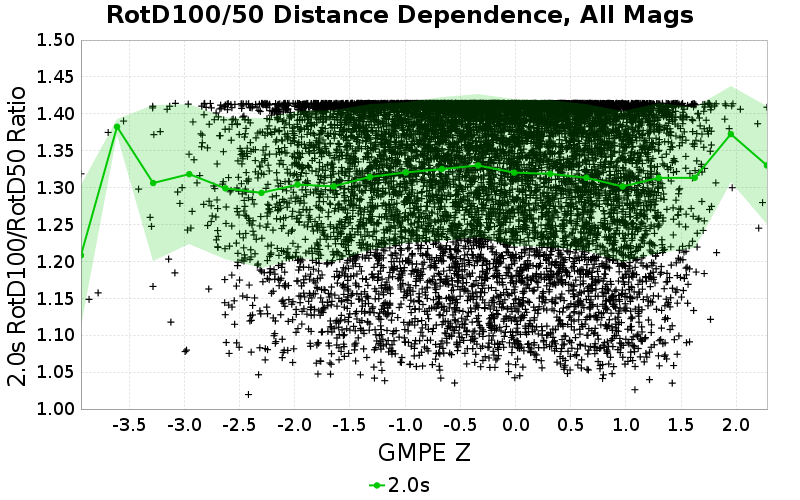 RotD100/50 Distance Dependence, All Mags
2.0s RotD100/RotD50 Ratio
1.50
1.45
1.40
1.35
1.30
1.25
1.20
1.15
1.10
1.05
1.00
-3.5 -3.0 -2.5 -2.0 -1.5 -1.0 -0.5 0.0 0.5 1.0 1.5 2.0
GMPE Z
2.0s